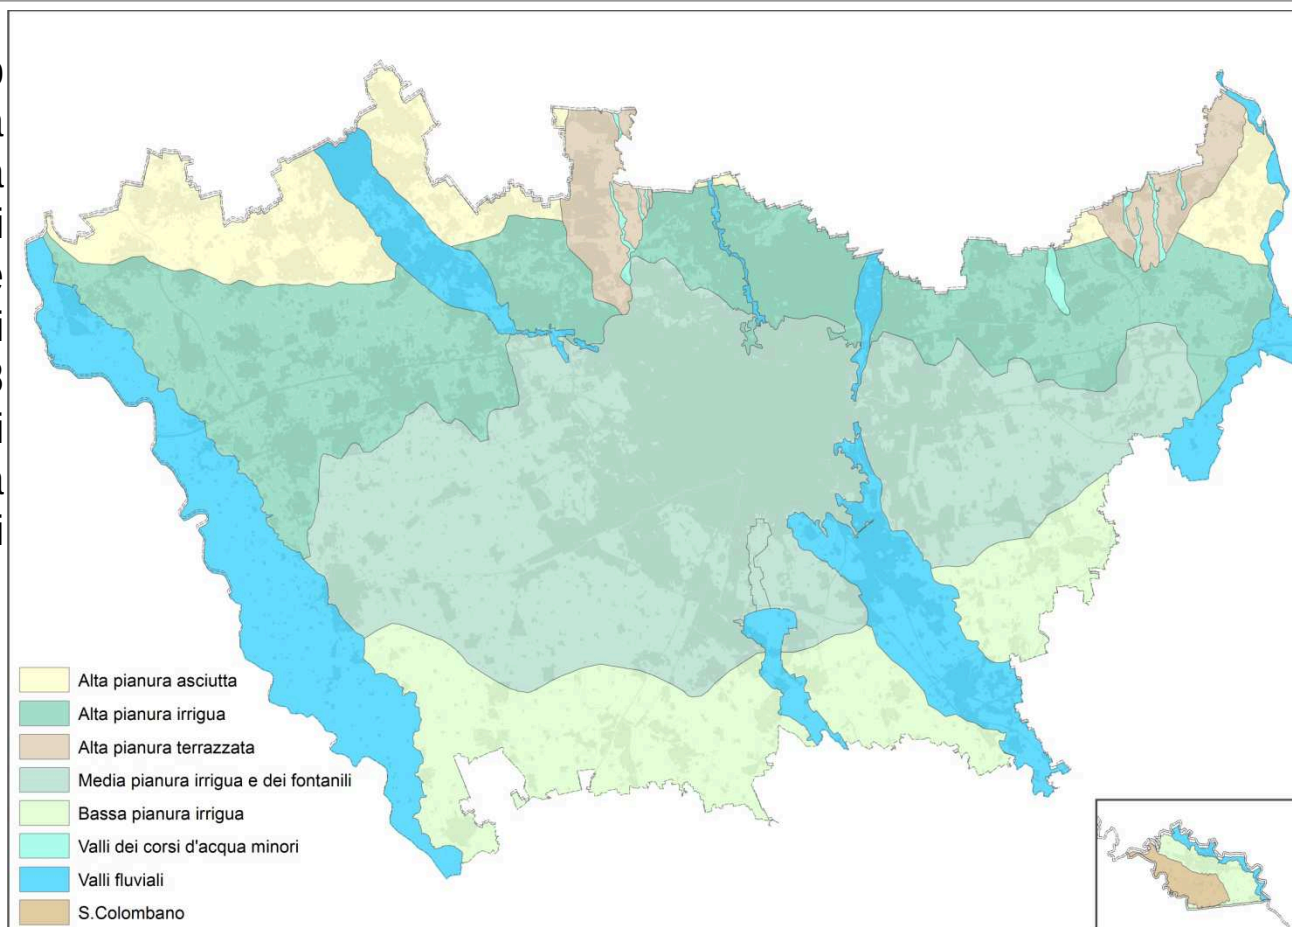 Alta pianura asciutta
Alta pianura irrigua
Alta pianura terrazzata
Media pianura irrigua e dei fontanili
Bassa pianura irrigua
Valli dei corsi d'acqua minori
Valli fluviali
S.Colombano